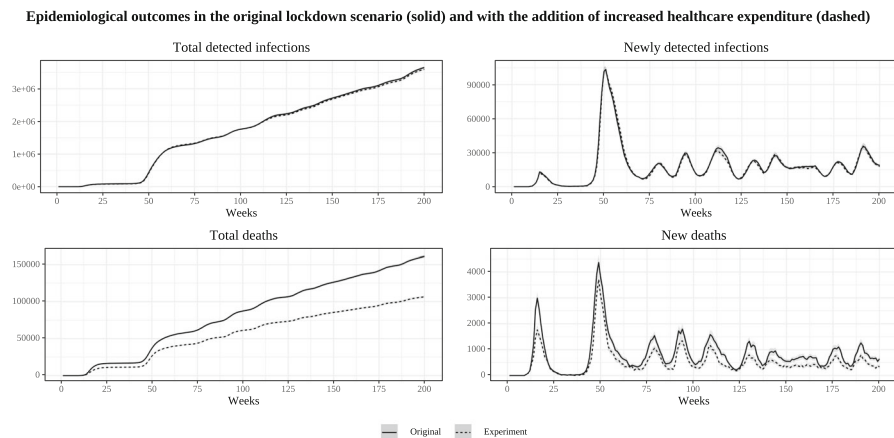 Epidemiological outcomes in the original lockdown scenario (solid) and with the addition of increased healthcare expenditure (dashed)
Total detected infections
3e+06
2e+06
1e+06
0e+00
0 25 50 75 100 125 150 175 200
Weeks
Newly detected infections
90000
60000
30000
0
0 25 50 75 100 125 150 175 200
Weeks
Total deaths
150000
100000
50000
0
0 25 50 75 100 125 150 175 200
Weeks
New deaths
4000
3000
2000
1000
0
0 25 50 75 100 125 150 175 200
Weeks
Original Experiment